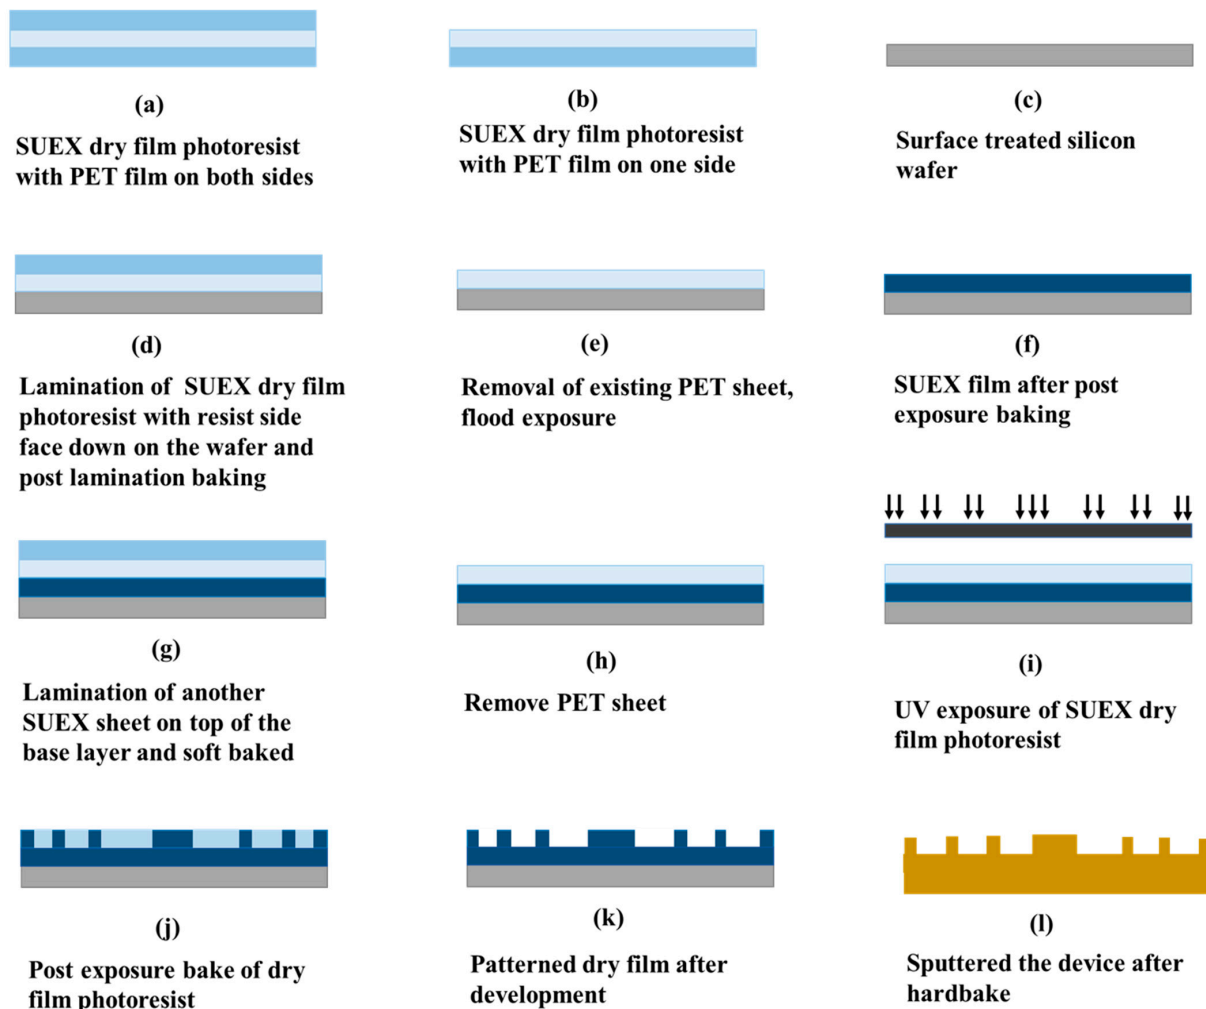 (a)
SUEX dry film photoresist
with PET film on both sides
(b)
SUEX dry film photoresist
with PET film on one side
(c)
Surface treated silicon
wafer
(d)
Lamination of SUEX dry film
photoresist with resist side
face down on the wafer and
post lamination baking
(e)
Removal of existing PET sheet,
flood exposure
(f)
SUEX film after post
exposure baking
(g)
Lamination of another
SUEX sheet on top of the
base layer and soft baked
(h)
Remove PET sheet
(i)
UV exposure of SUEX dry
film photoresist
(j)
Post exposure bake of dry
film photoresist
(k)
Patterned dry film after
development
(l)
Sputtered the device after
hardbake